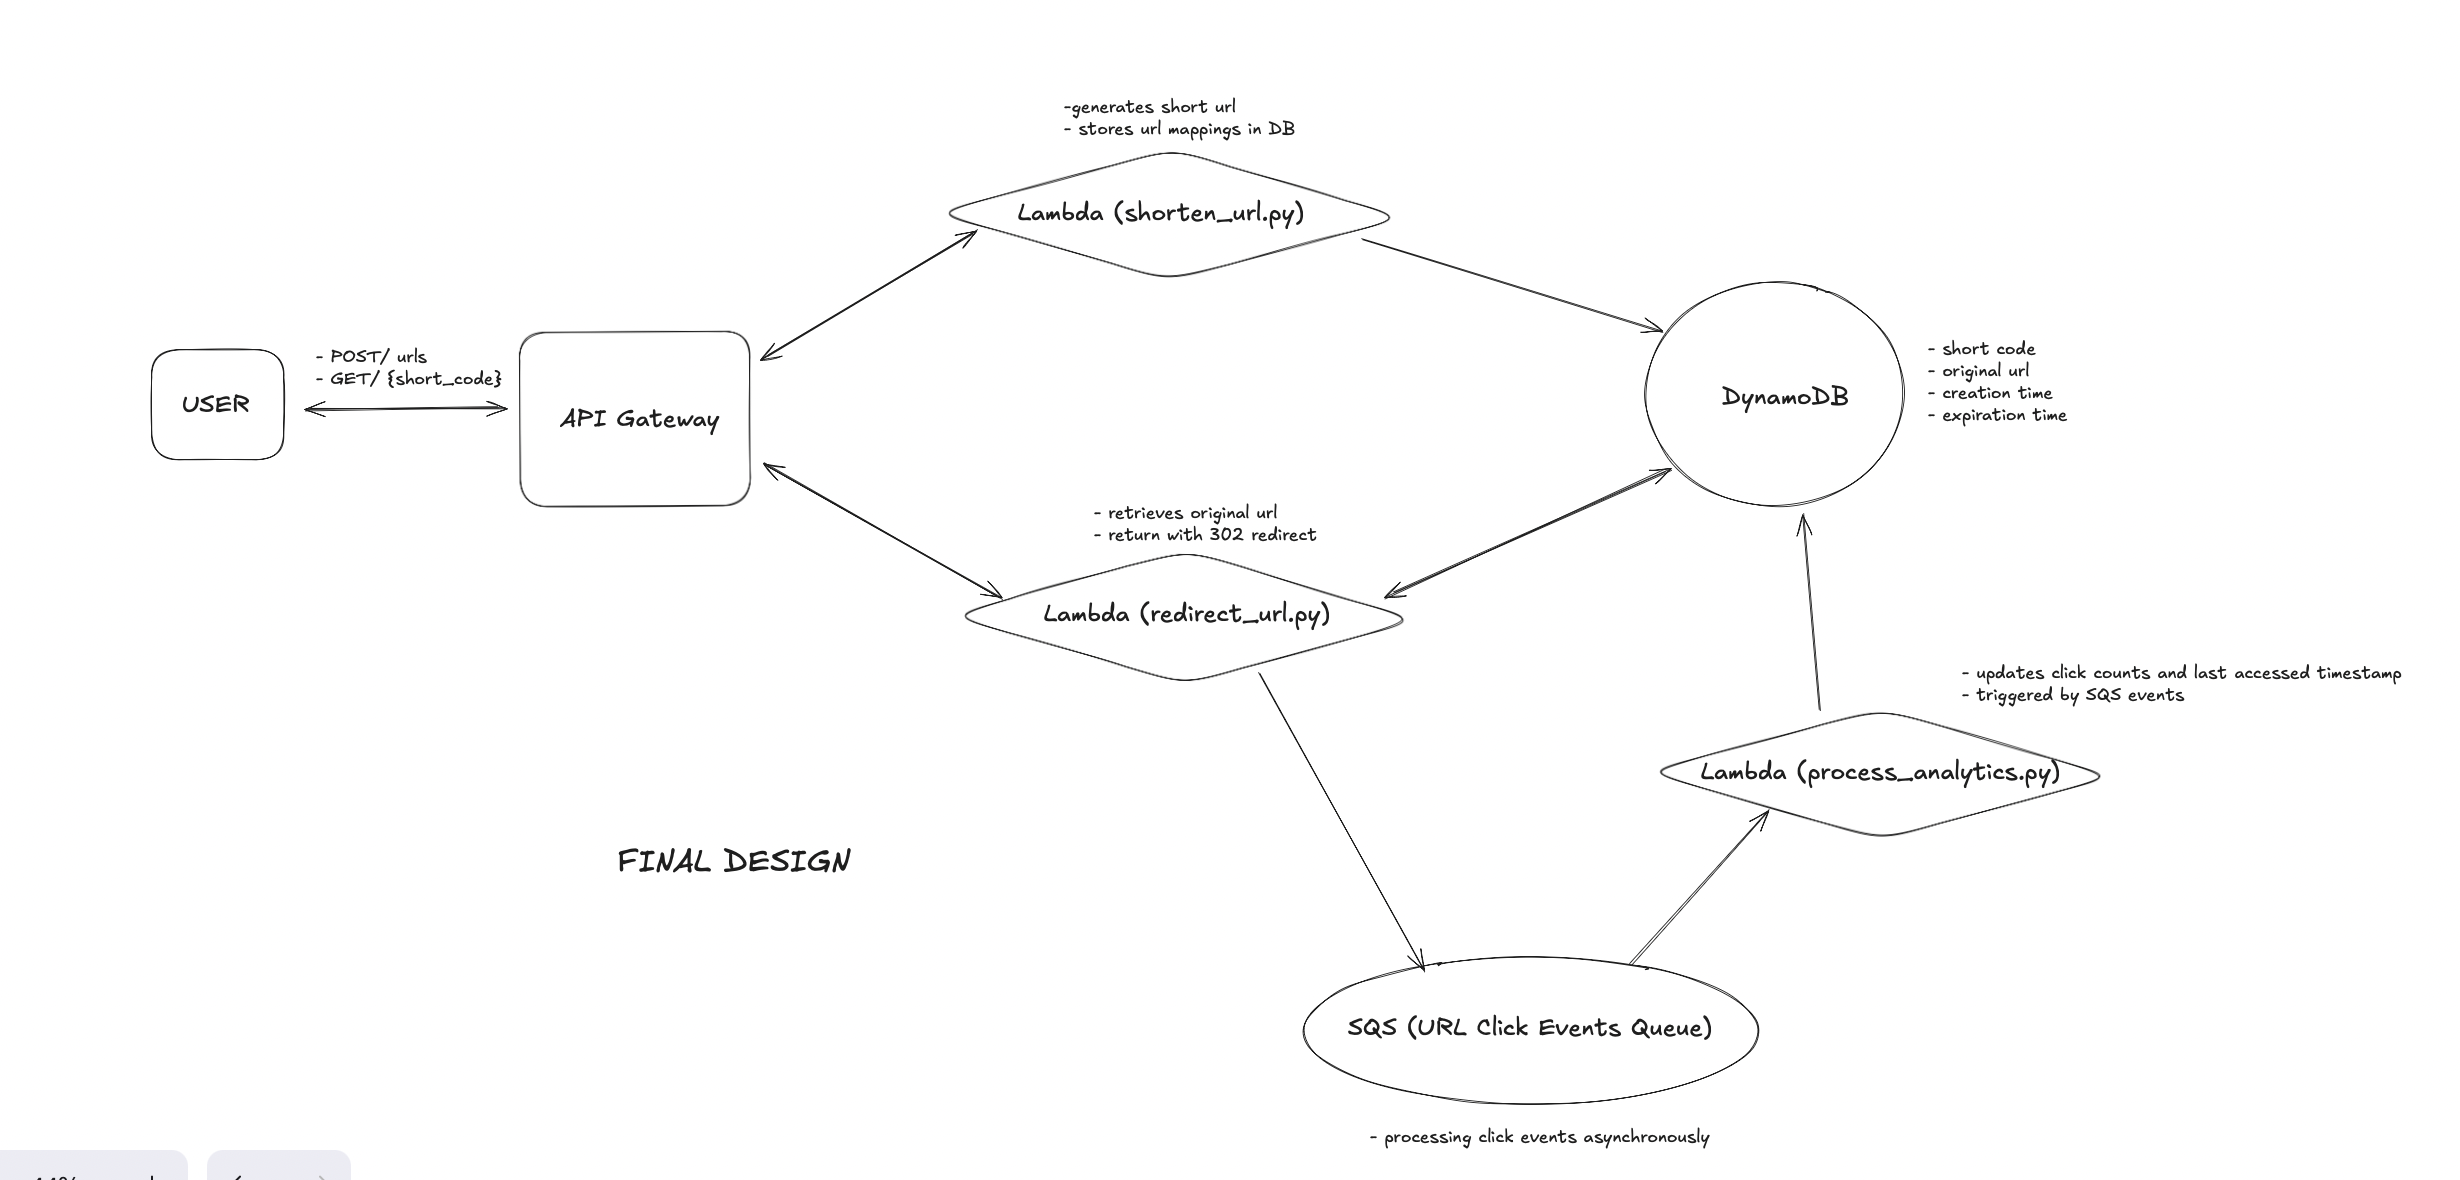 -generates short url
- stores url mappings in DB
Lambda (shorten_url.py)
- POST/ urls
- GET/ {short_code}
USER
API Gateway
DynamoDB
- short code
- original url
- creation time
- expiration time
- retrieves original url
- return with 302 redirect
Lambda (redirect_url.py)
- updates click counts and last accessed timestamp
- triggered by SQS events
Lambda (process_analytics.py)
FINAL DESIGN
SQS (URL Click Events Queue)
- processing click events asynchronously